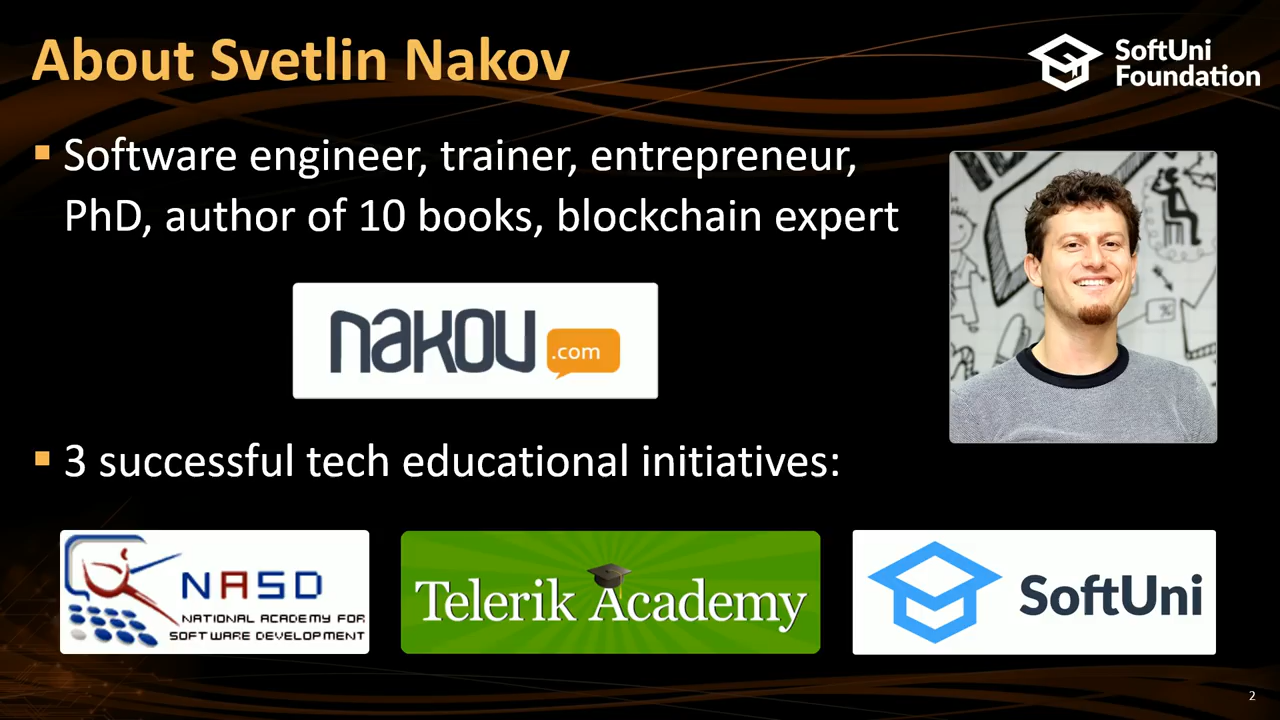 About Svetlin Nakov
SoftUni
Foundation
▪ Software engineer, trainer, entrepreneur,
PhD, author of 10 books, blockchain expert
nakov .com
▪ 3 successful tech educational initiatives:
NASD
NATIONAL ACADEMY FOR
SOFTWARE DEVELOPMENT
Telerik Academy
SoftUni
2